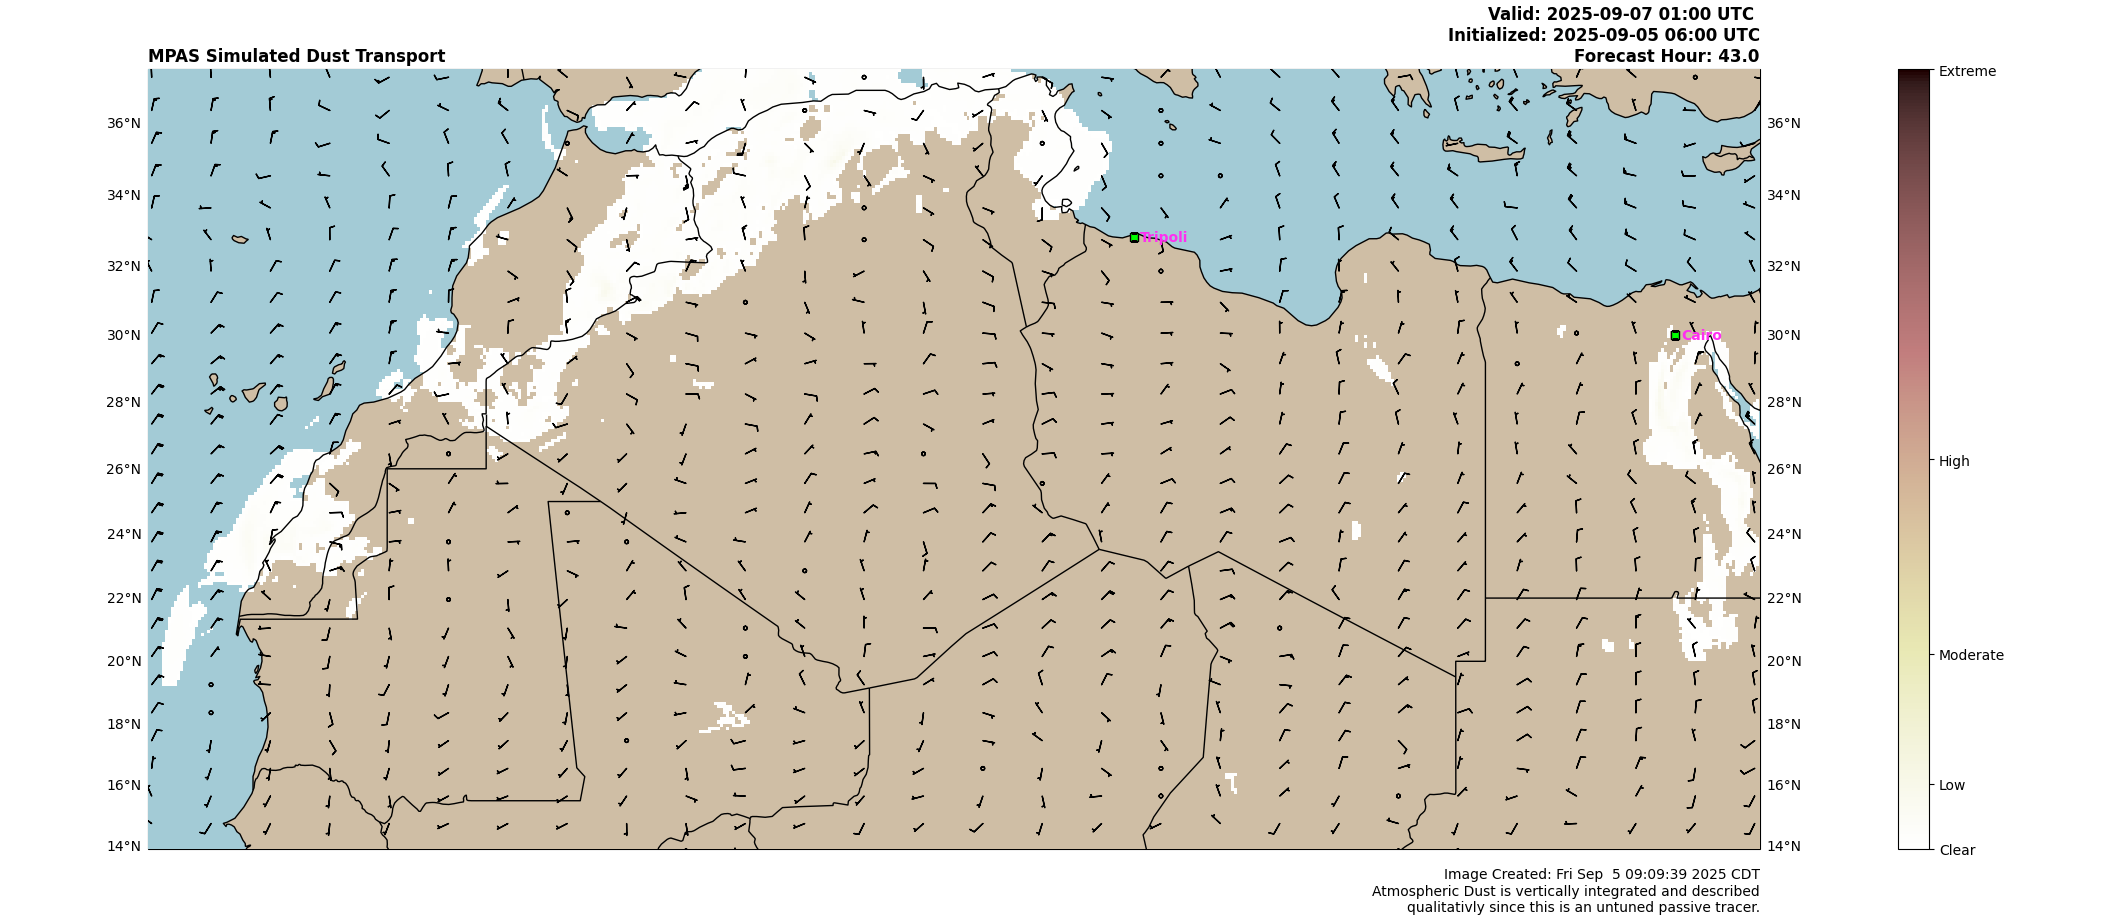 Valid: 2025-09-07 01:00 UTC
Initialized: 2025-09-05 06:00 UTC
MPAS Simulated Dust Transport
Forecast Hour: 43.0
Extreme
36°N
36°N
34°N
34°N
Tripoli
32°N
32°N
30°N
Cairo
30°N
28°N
28°N
26°N
26°N
High
24°N
24°N
22°N
22°N
20°N
20°N
Moderate
18°N
18°N
16°N
16°N
Low
14°N
14°N
Clear
Image Created: Fri Sep  5 09:09:39 2025 CDT
Atmospheric Dust is vertically integrated and described
qualitativly since this is an untuned passive tracer.